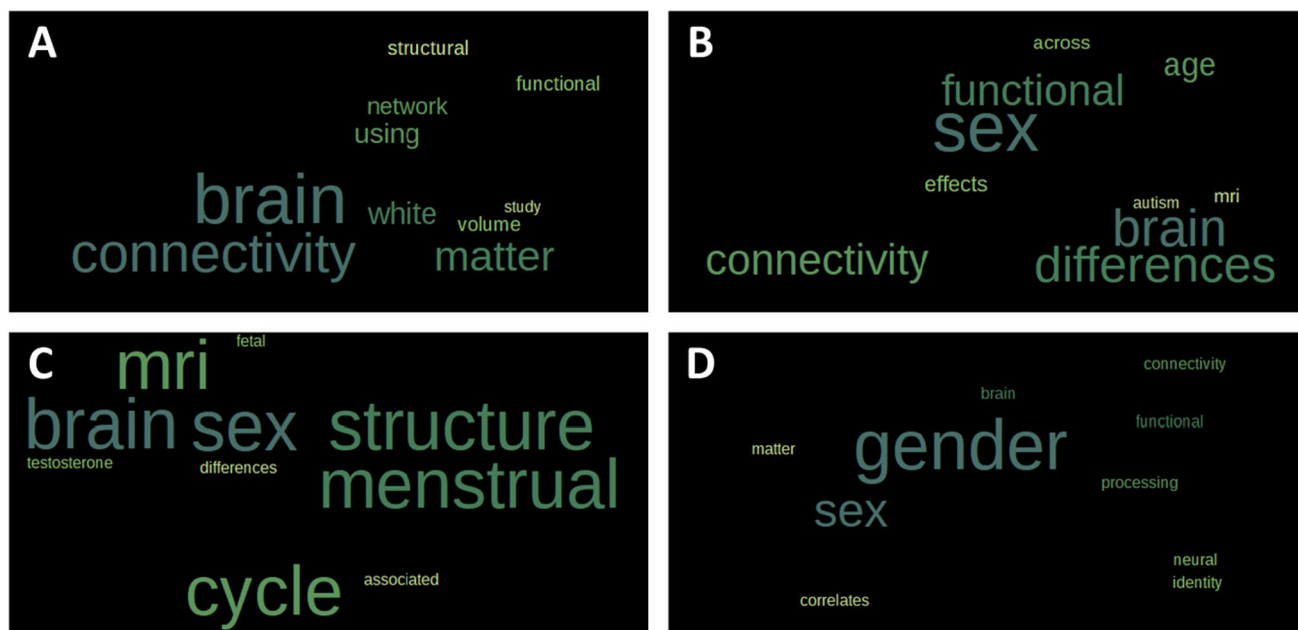 A
structural
functional
network
using
brain
white
study
volume
connectivity
matter
B
across
age
functional
sex
effects
autism
mri
brain
connectivity
differences
C
fetal
mri
brain sex structure
testosterone
differences
menstrual
cycle
associated
D
connectivity
brain
functional
gender
matter
processing
sex
neural
identity
correlates